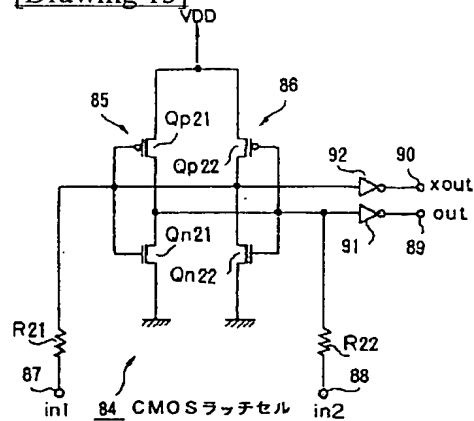 [Drawing 15]
VDD
85
86
Qp21
Qp22
92
90
xout
out
91
89
Qn21
Qn22
R21
R22
87
88
in1
84 CMOSラッチセル
in2